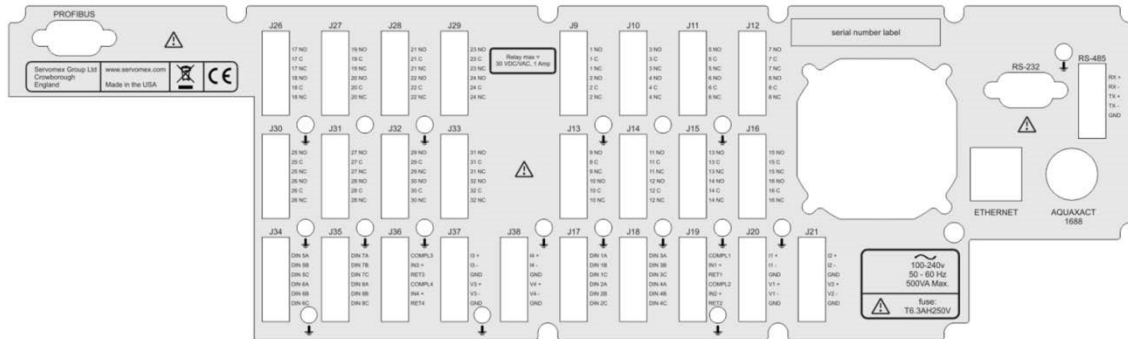 PROFIBUS
Servomex Group Ltd
Crowborough
England
www.servomex.com
Made in the USA
CE
J26
17 NO
17 C
17 NC
18 NO
18 C
18 NC
J27
19 NO
19 C
19 NC
20 NO
20 C
20 NC
J28
21 NO
21 C
21 NC
22 NO
22 C
22 NC
J29
23 NO
23 C
23 NC
24 NO
24 C
24 NC
Relay max =
30 VDC/VAC, 1 Amp
J9
1 NO
1 C
1 NC
2 NO
2 C
2 NC
J10
3 NO
3 C
3 NC
4 NO
4 C
4 NC
J11
5 NO
5 C
5 NC
6 NO
6 C
6 NC
J12
7 NO
7 C
7 NC
8 NO
8 C
8 NC
serial number label
RS-232
RS-485
RX +
RX -
TX +
TX -
GND
J30
25 NO
25 C
25 NC
26 NO
26 C
26 NC
J31
27 NO
27 C
27 NC
28 NO
28 C
28 NC
J32
29 NO
29 C
29 NC
30 NO
30 C
30 NC
J33
31 NO
31 C
31 NC
32 NO
32 C
32 NC
J13
9 NO
9 C
9 NC
10 NO
10 C
10 NC
J14
11 NO
11 C
11 NC
12 NO
12 C
12 NC
J15
13 NO
13 C
13 NC
14 NO
14 C
14 NC
J16
15 NO
15 C
15 NC
16 NO
16 C
16 NC
ETHERNET
AQUAXACT
1688
J34
DIN 5A
DIN 5B
DIN 5C
DIN 6A
DIN 6B
DIN 6C
J35
DIN 7A
DIN 7B
DIN 7C
DIN 8A
DIN 8B
DIN 8C
J36
COMPL3
IN3 +
RET3
COMPL4
IN4 +
RET4
J37
I3 +
I3 -
GND
V3 +
V3 -
GND
J38
I4 +
I4 -
GND
V4 +
V4 -
GND
J17
DIN 1A
DIN 1B
DIN 1C
DIN 2A
DIN 2B
DIN 2C
J18
DIN 3A
DIN 3B
DIN 3C
DIN 4A
DIN 4B
DIN 4C
J19
COMPL1
IN1 +
RET1
COMPL2
IN2 +
RET2
J20
I1 +
I1 -
GND
V1 +
V1 -
GND
J21
I2 +
I2 -
GND
V2 +
V2 -
GND
100-240v
50 - 60 Hz
500VA Max.
fuse:
T6.3AH250V